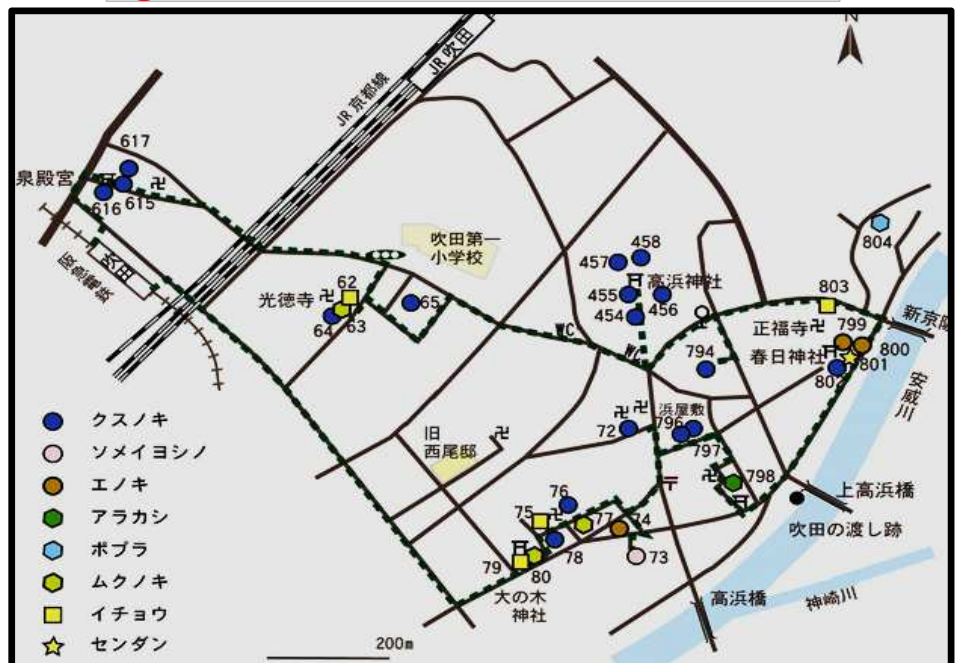 N
JR吹田
JR京都線
617
泉殿宮
616
615
吹田
阪急電鉄
吹田第一
小学校
458
457
高浜神社
455
456
454
62
光徳寺
65
64
63
WC
WC
804
803
新京阪
正福寺
799
春日神社
800
801
802
794
安威川
クスノキ
ソメイヨシノ
エノキ
アラカシ
ポプラ
ムクノキ
イチョウ
センダン
旧
西尾邸
72
浜屋敷
796
797
798
上高浜橋
吹田の渡し跡
76
75
77
74
78
73
79
80
大の木
神社
高浜橋
神崎川
200m